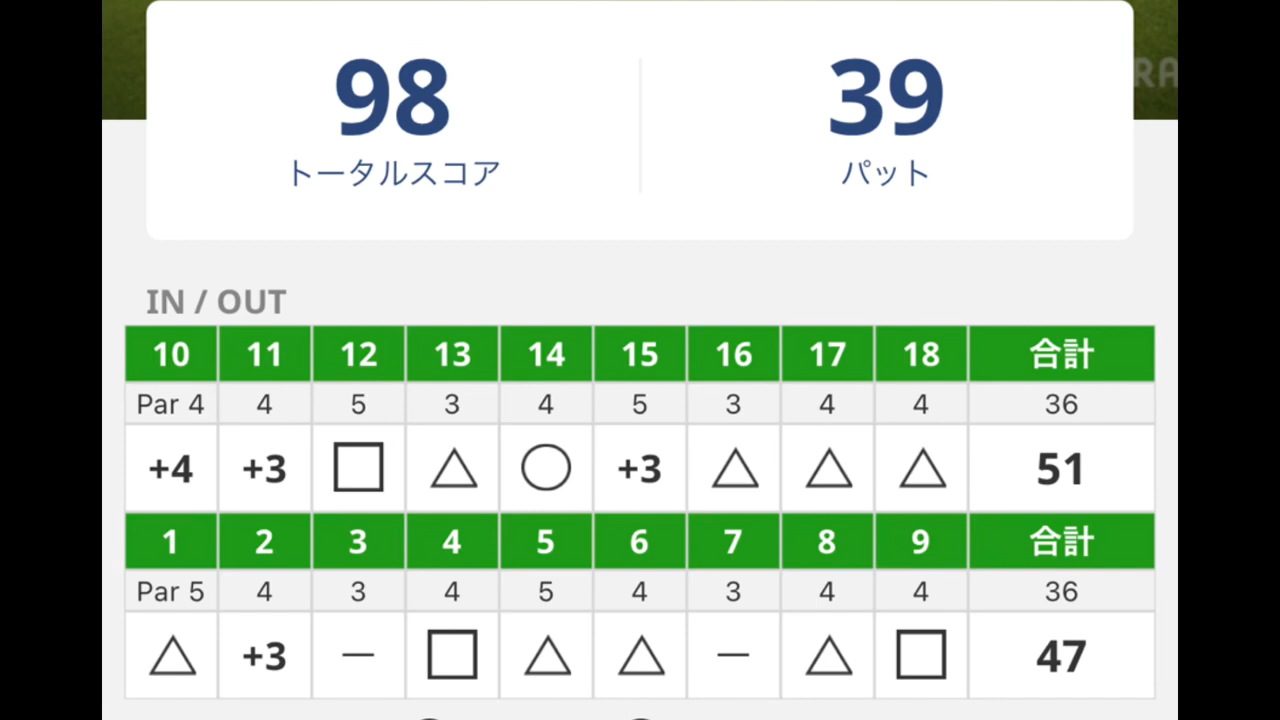 98 39
トータルスコア パット
RA
IN / OUT
10 11 12 13 14 15 16 17 18 合計
Par 4 4 5 3 4 5 3 4 4 36
+4 +3 □ △ ○ +3 △ △ △ 51
1 2 3 4 5 6 7 8 9 合計
Par 5 4 3 4 5 4 3 4 4 36
△ +3 － □ △ △ － △ □ 47